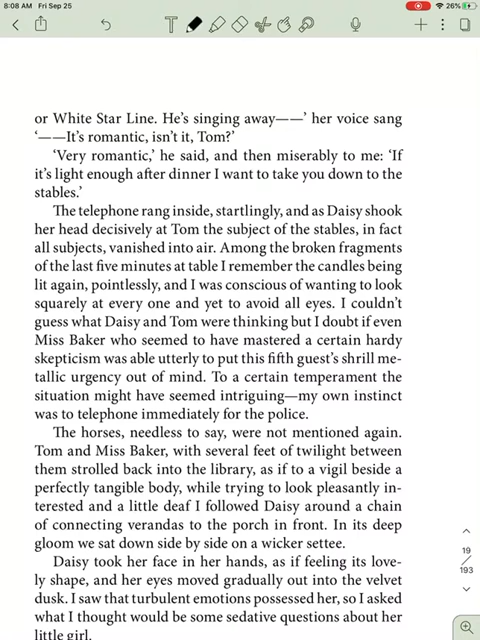 8:08 AM Fri Sep 25
26%
or White Star Line. He’s singing away——’ her voice sang
‘——It’s romantic, isn’t it, Tom?’
‘Very romantic,’ he said, and then miserably to me: ‘If
it’s light enough after dinner I want to take you down to the
stables.’
The telephone rang inside, startlingly, and as Daisy shook
her head decisively at Tom the subject of the stables, in fact
all subjects, vanished into air. Among the broken fragments
of the last five minutes at table I remember the candles being
lit again, pointlessly, and I was conscious of wanting to look
squarely at every one and yet to avoid all eyes. I couldn’t
guess what Daisy and Tom were thinking but I doubt if even
Miss Baker who seemed to have mastered a certain hardy
skepticism was able utterly to put this fifth guest’s shrill me-
tallic urgency out of mind. To a certain temperament the
situation might have seemed intriguing—my own instinct
was to telephone immediately for the police.
The horses, needless to say, were not mentioned again.
Tom and Miss Baker, with several feet of twilight between
them strolled back into the library, as if to a vigil beside a
perfectly tangible body, while trying to look pleasantly in-
terested and a little deaf I followed Daisy around a chain
of connecting verandas to the porch in front. In its deep
gloom we sat down side by side on a wicker settee.
Daisy took her face in her hands, as if feeling its love-
ly shape, and her eyes moved gradually out into the velvet
dusk. I saw that turbulent emotions possessed her, so I asked
what I thought would be some sedative questions about her
little girl.
19
193